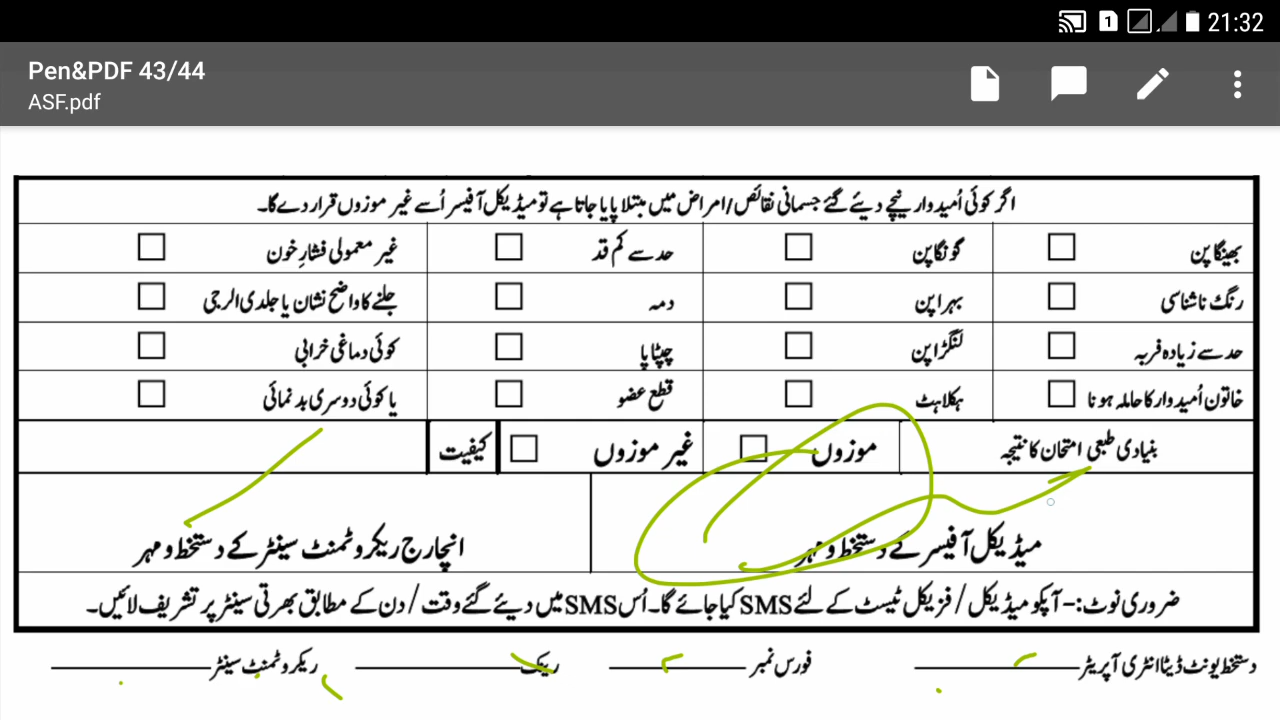 21:32
Pen&PDF 43/44
ASF.pdf
اگر کوئی اُمیدوار نیچے دیئے گئے جسمانی نقائص/امراض میں مبتلا پایا جاتا ہے تو میڈیکل آفیسر اُسے غیر موزوں قرار دے گا۔
بھینگا پن گونگا پن حد سے کم قد غیر معمولی فشارِ خون
رنگ ناشناسی بہرا پن دمہ جلنے کا واضح نشان یا جلدی الرجی
حد سے زیادہ فربہ لنگڑا پن چپٹا پا کوئی دماغی خرابی
خاتون اُمیدوار کا حاملہ ہونا ہکلاہٹ قطع عضو یا کوئی دوسری بدنمائی
بنیادی طبعی امتحان کا نتیجہ موزوں غیر موزوں کیفیت
میڈیکل آفیسر کے دستخط و مہر انچارج ریکروٹمنٹ سینٹر کے دستخط و مہر
ضروری نوٹ:- آپکو میڈیکل/فزیکل ٹیسٹ کے لئے SMS کیا جائے گا۔ اُس SMS میں دیئے گئے وقت/دن کے مطابق بھرتی سینٹر پر تشریف لائیں۔
دستخط یونٹ ڈیٹا انٹری آپریٹر فورس نمبر رینک ریکروٹمنٹ سینٹر